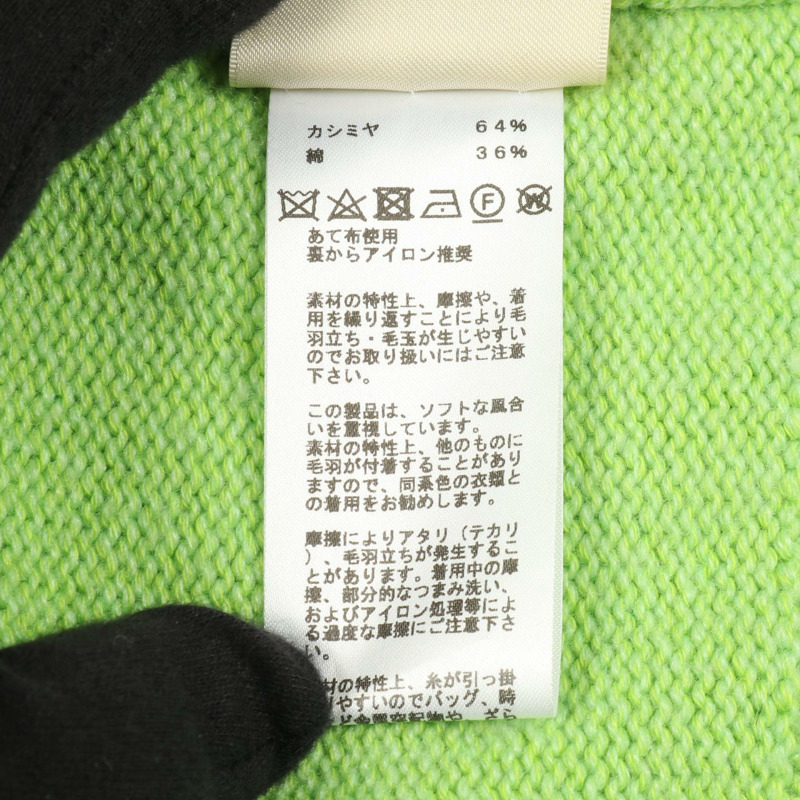 カシミヤ 64%
綿 36%
F W
あて布使用
裏からアイロン推奨
素材の特性上、摩擦や、着
用を繰り返すことにより毛
羽立ち・毛玉が生じやすい
のでお取り扱いにはご注意
下さい。
この製品は、ソフトな風合
いを重視しています。
素材の特性上、他のものに
毛羽が付着することがあり
ますので、同系色の衣類と
の着用をお勧めします。
摩擦によりアタリ（テカリ
）、毛羽立ちが発生するこ
とがあります。着用中の摩
擦、部分的なつまみ洗い、
およびアイロン処理等によ
る過度な摩擦にご注意下さ
い。
材の特性上、糸が引っ掛
りやすいのでバッグ、時